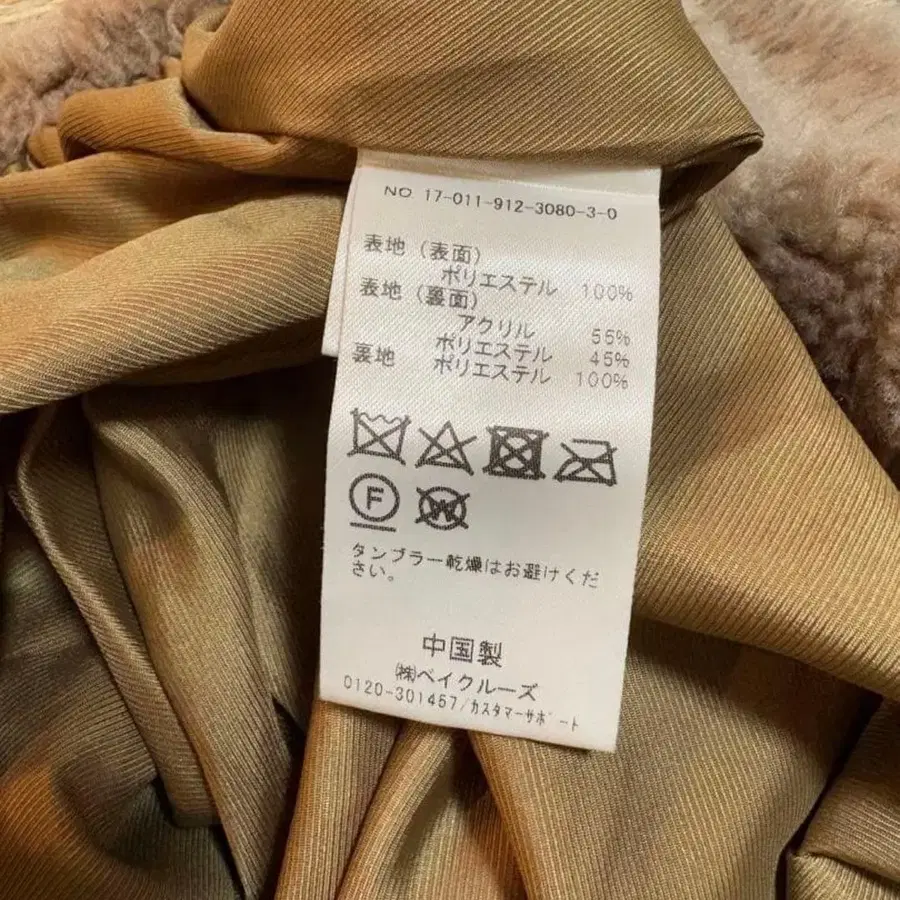 NO 17-011-912-3080-3-0
表地（表面）
ポリエステル 100%
表地（裏面）
アクリル 55%
ポリエステル 45%
裏地 ポリエステル 100%
F W
タンブラー乾燥はお避けくだ
さい。
中国製
㈱ベイクルーズ
0120-301457/カスタマーサポート